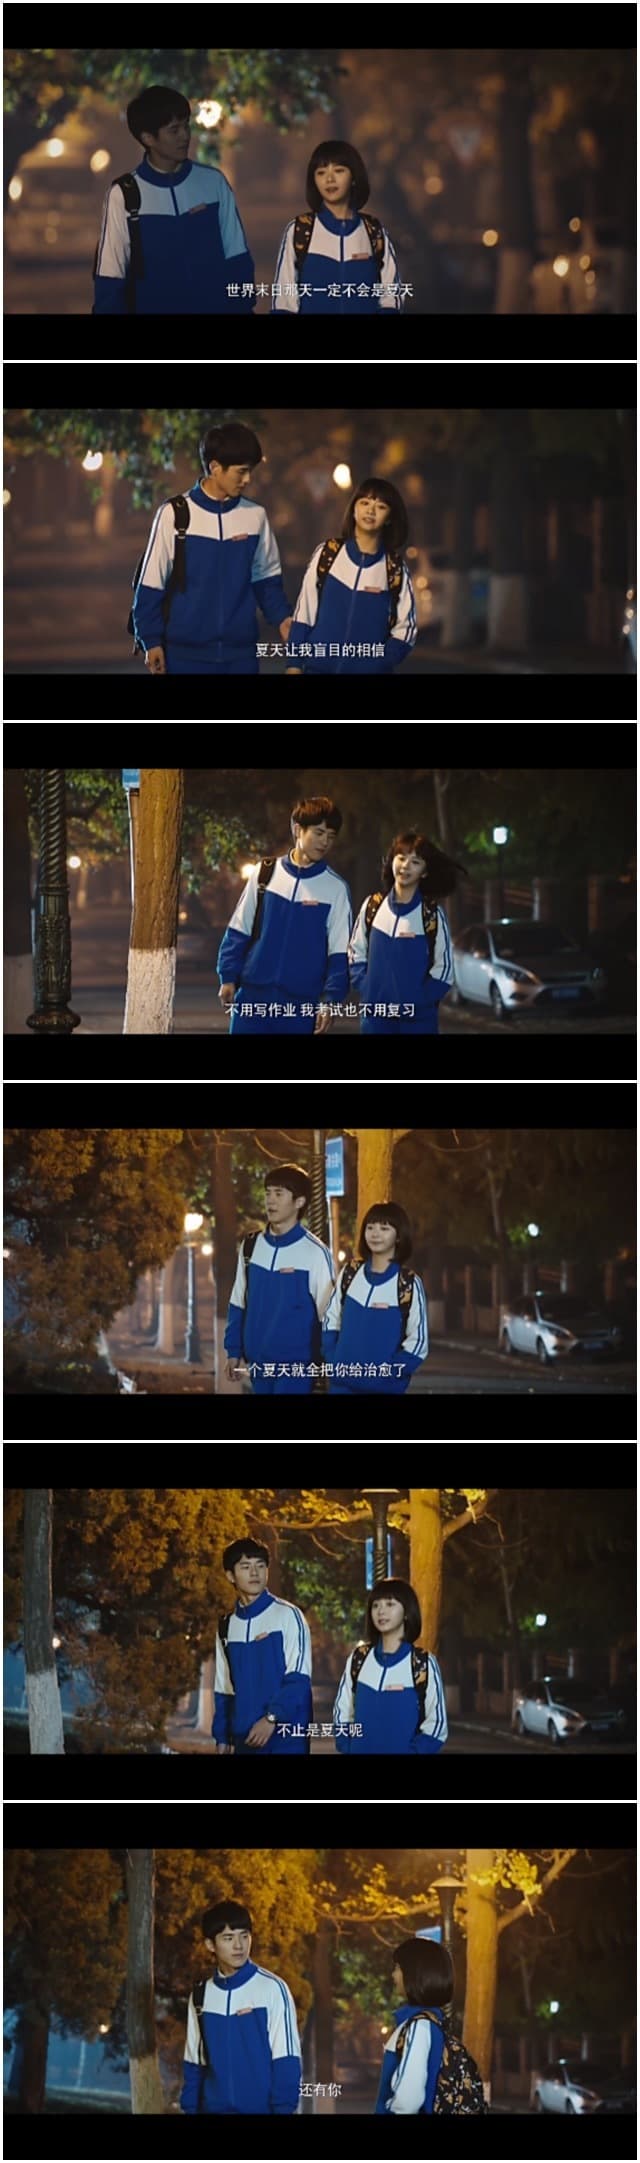 世界末日那天一定不会是夏天
夏天让我盲目的相信
不用写作业 我考试也不用复习
一个夏天就全把你给治愈了
不止是夏天呢
还有你